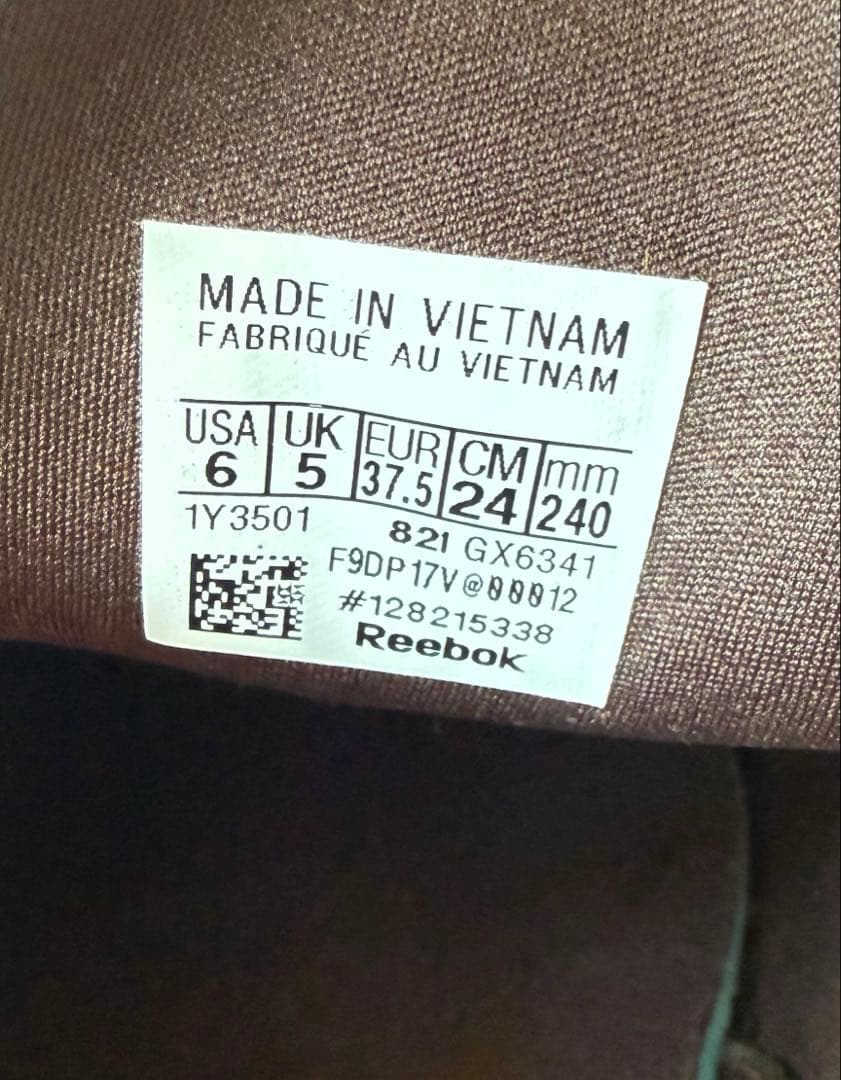 MADE IN VIETNAM
FABRIQUÉ AU VIETNAM
USA UK EUR CM mm
6 5 37.5 24 240
1Y3501 821 GX6341
F9DP17V@00012
#128215338
Reebok